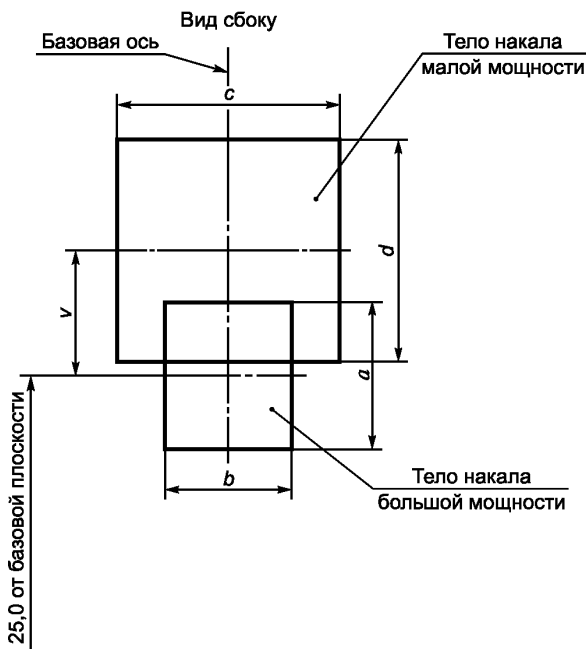 Вид сбоку
Базовая ось
Тело накала
малой мощности
c
d
v
a
25,0 от базовой плоскости
b
Тело накала
большой мощности